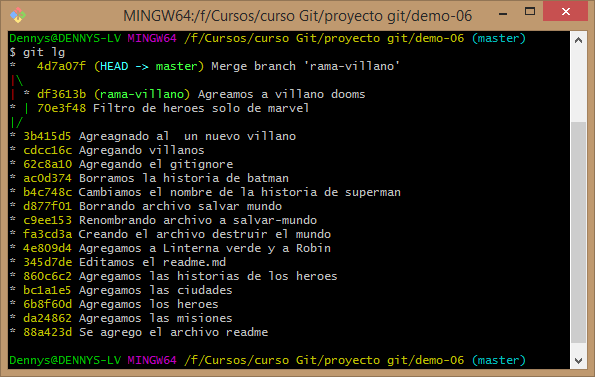 MINGW64:/f/Cursos/curso Git/proyecto git/demo-06
Dennys@DENNYS-LV MINGW64 /f/Cursos/curso Git/proyecto git/demo-06 (master)
$ git lg
*   4d7a07f (HEAD -> master) Merge branch 'rama-villano'
|\
| * df3613b (rama-villano) Agreamos a villano dooms
* | 70e3f48 Filtro de heroes solo de marvel
|/
* 3b415d5 Agreagnado al  un nuevo villano
* cdcc16c Agregando villanos
* 62c8a10 Agregando el gitignore
* ac0d374 Borramos la historia de batman
* b4c748c Cambiamos el nombre de la historia de superman
* d877f01 Borrando archivo salvar mundo
* c9ee153 Renombrando archivo a salvar-mundo
* fa3cd3a Creando el archivo destruir el mundo
* 4e809d4 Agregamos a Linterna verde y a Robin
* 345d7de Editamos el readme.md
* 860c6c2 Agregamos las historias de los heroes
* bc1a1e5 Agregamos las ciudades
* 6b8f60d Agregamos los heroes
* da24862 Agregamos las misiones
* 88a423d Se agrego el archivo readme
Dennys@DENNYS-LV MINGW64 /f/Cursos/curso Git/proyecto git/demo-06 (master)